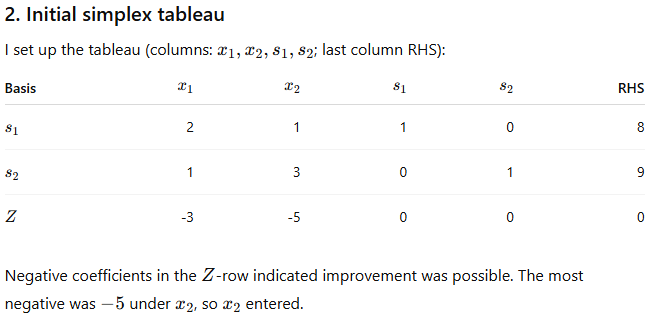 2. Initial simplex tableau
I set up the tableau (columns: x₁, x₂, s₁, s₂; last column RHS):
Basis x₁ x₂ s₁ s₂ RHS
s₁ 2 1 1 0 8
s₂ 1 3 0 1 9
Z -3 -5 0 0 0
Negative coefficients in the Z-row indicated improvement was possible. The most
negative was −5 under x₂, so x₂ entered.